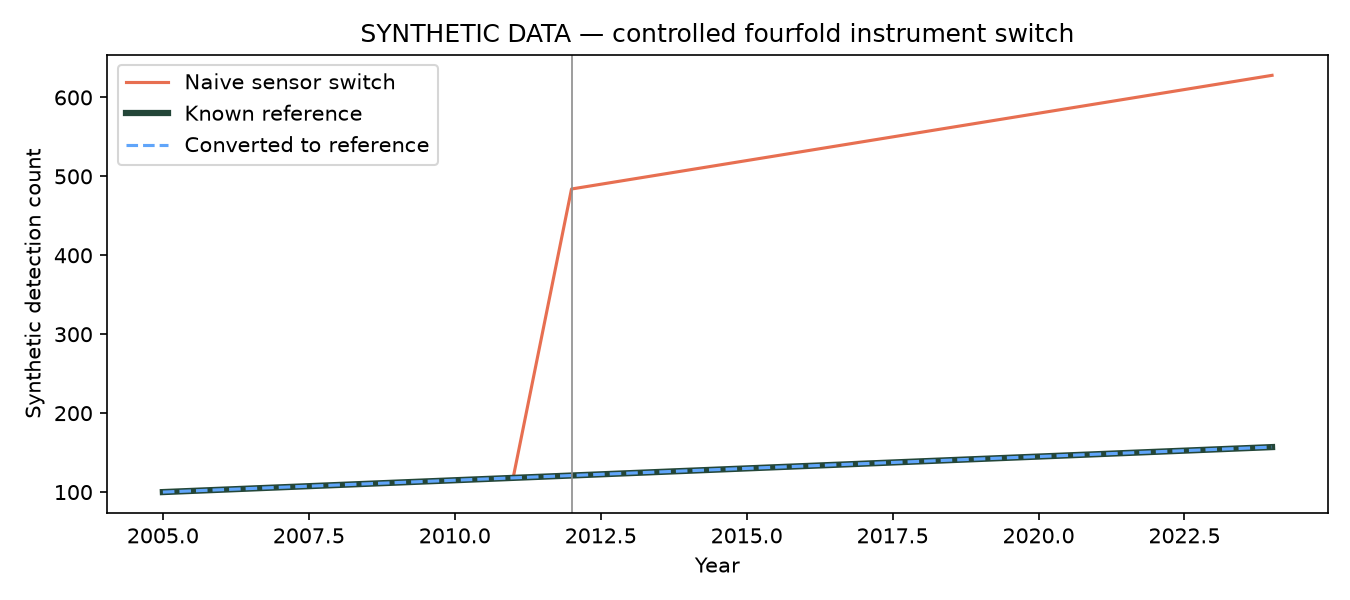 SYNTHETIC DATA — controlled fourfold instrument switch
Naive sensor switch
Known reference
Converted to reference
Synthetic detection count
600
500
400
300
200
100
2005.0 2007.5 2010.0 2012.5 2015.0 2017.5 2020.0 2022.5
Year